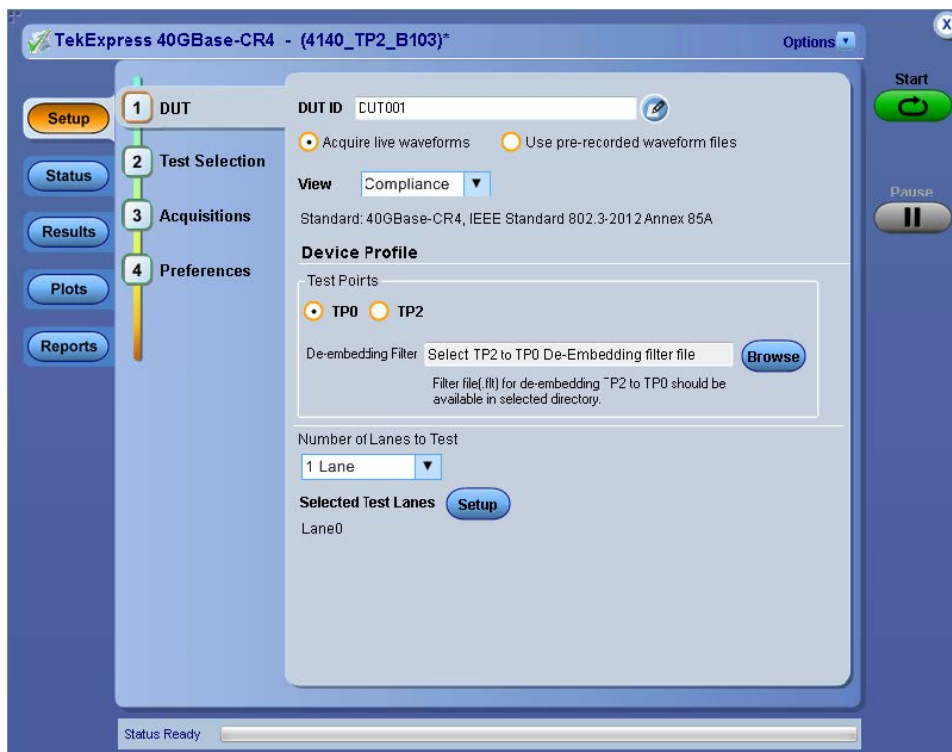 TekExpress 40GBase-CR4 - (4140_TP2_B103)*
Options
X
Start
Pause
Setup
Status
Results
Plots
Reports
1 DUT
2 Test Selection
3 Acquisitions
4 Preferences
DUT ID DUT001
Acquire live waveforms Use pre-recorded waveform files
View Compliance
Standard: 40GBase-CR4, IEEE Standard 802.3-2012 Annex 85A
Device Profile
Test Points
TP0 TP2
De-embedding Filter Select TP2 to TP0 De-Embedding filter file Browse
Filter file(.flt) for de-embedding TP2 to TP0 should be
available in selected directory.
Number of Lanes to Test
1 Lane
Selected Test Lanes Setup
Lane0
Status Ready